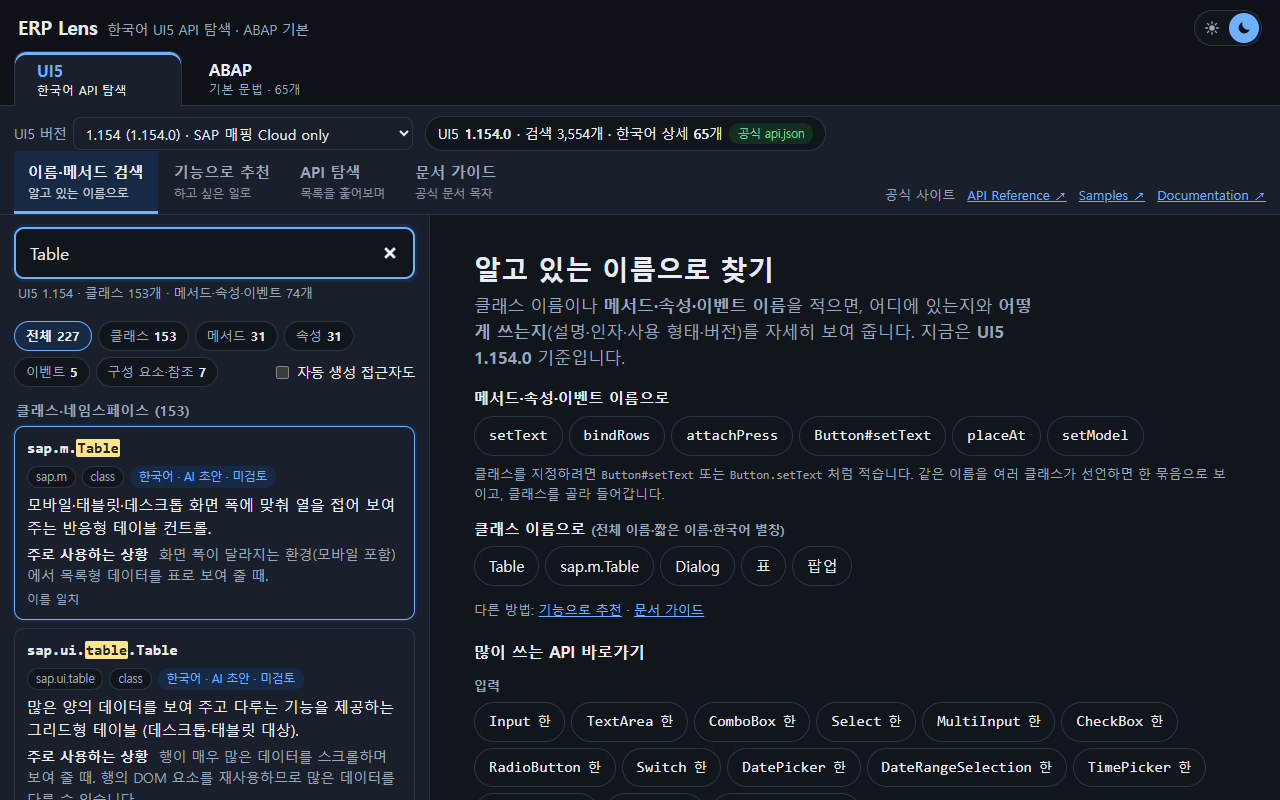 ERP Lens 한국어 UI5 API 탐색 · ABAP 기본
UI5
한국어 API 탐색
ABAP
기본 문법 · 65개
UI5 버전 1.154 (1.154.0) · SAP 매핑 Cloud only
UI5 1.154.0 · 검색 3,554개 · 한국어 상세 65개 공식 api.json
이름·메서드 검색
알고 있는 이름으로
기능으로 추천
하고 싶은 일로
API 탐색
목록을 훑어보며
문서 가이드
공식 문서 목차
공식 사이트 API Reference ↗ Samples ↗ Documentation ↗
Table ×
UI5 1.154 · 클래스 153개 · 메서드·속성·이벤트 74개
전체 227 클래스 153 메서드 31 속성 31
이벤트 5 구성 요소·참조 7 자동 생성 접근자도
클래스·네임스페이스 (153)
sap.m.Table
sap.m class 한국어 · AI 초안 · 미검토
모바일·태블릿·데스크톱 화면 폭에 맞춰 열을 접어 보여
주는 반응형 테이블 컨트롤.
주로 사용하는 상황 화면 폭이 달라지는 환경(모바일 포함)
에서 목록형 데이터를 표로 보여 줄 때.
이름 일치
sap.ui.table.Table
sap.ui.table class 한국어 · AI 초안 · 미검토
많은 양의 데이터를 보여 주고 다루는 기능을 제공하는
그리드형 테이블 (데스크톱·태블릿 대상).
주로 사용하는 상황 행이 매우 많은 데이터를 스크롤하며
보여 줄 때. 행의 DOM 요소를 재사용하므로 많은 데이터를
다룰 수 있습니다.
알고 있는 이름으로 찾기
클래스 이름이나 메서드·속성·이벤트 이름을 적으면, 어디에 있는지와 어떻
게 쓰는지(설명·인자·사용 형태·버전)를 자세히 보여 줍니다. 지금은 UI5
1.154.0 기준입니다.
메서드·속성·이벤트 이름으로
setText bindRows attachPress Button#setText placeAt setModel
클래스를 지정하려면 Button#setText 또는 Button.setText 처럼 적습니다. 같은 이름을 여러 클래스가 선언하면 한 묶음으로 보
이고, 클래스를 골라 들어갑니다.
클래스 이름으로 (전체 이름·짧은 이름·한국어 별칭)
Table sap.m.Table Dialog 표 팝업
다른 방법: 기능으로 추천 · 문서 가이드
많이 쓰는 API 바로가기
입력
Input 한 TextArea 한 ComboBox 한 Select 한 MultiInput 한 CheckBox 한
RadioButton 한 Switch 한 DatePicker 한 DateRangeSelection 한 TimePicker 한